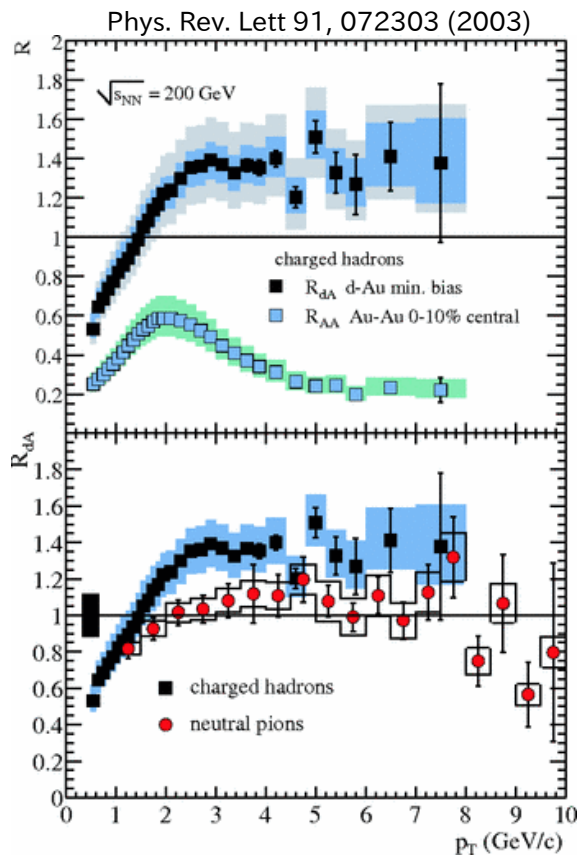 Phys. Rev. Lett 91, 072303 (2003)
R
2
1.8
1.6
1.4
1.2
1
0.8
0.6
0.4
0.2
√sNN = 200 GeV
charged hadrons
RdA d-Au min. bias
RAA Au-Au 0-10% central
RdA
1.8
1.6
1.4
1.2
1
0.8
0.6
0.4
0.2
0
charged hadrons
neutral pions
0 1 2 3 4 5 6 7 8 9 10
pT (GeV/c)